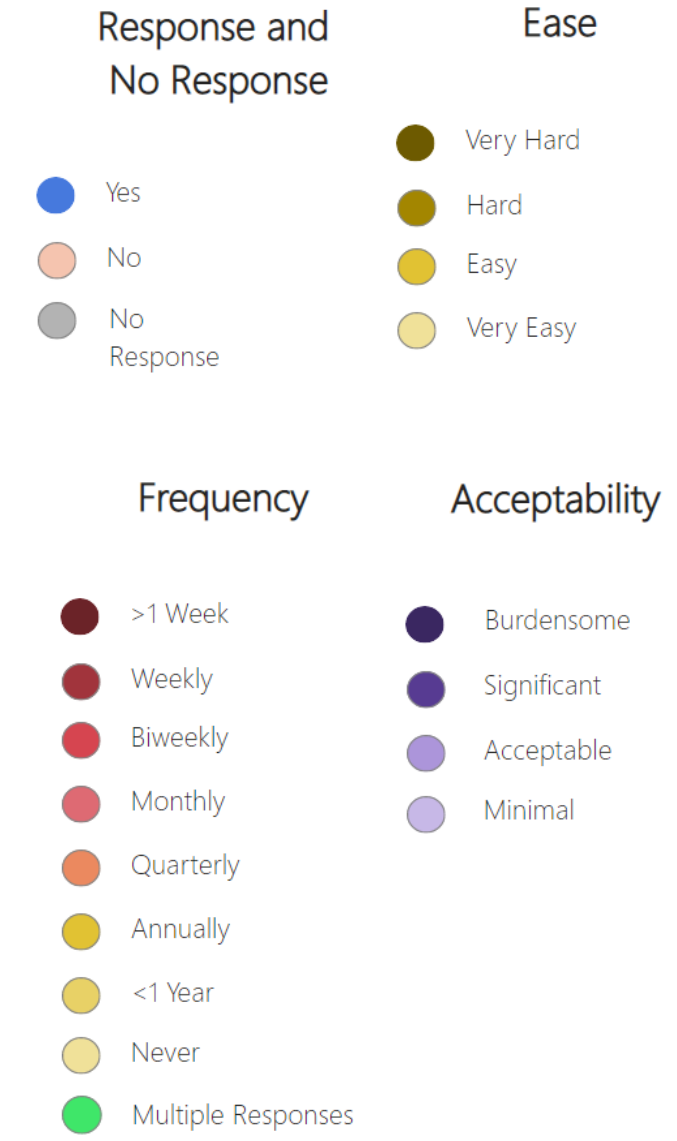 Response and
No Response
Yes
No
No
Response
Ease
Very Hard
Hard
Easy
Very Easy
Frequency
>1 Week
Weekly
Biweekly
Monthly
Quarterly
Annually
<1 Year
Never
Multiple Responses
Acceptability
Burdensome
Significant
Acceptable
Minimal